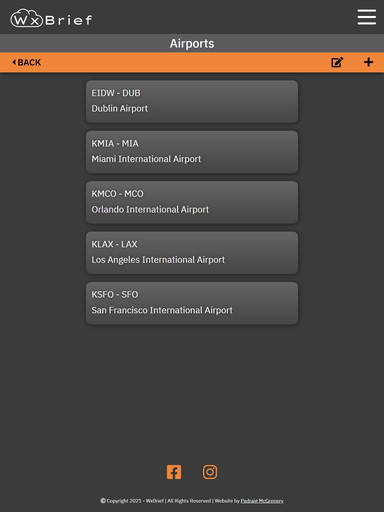 WxBrief
Airports
BACK
EIDW - DUB
Dublin Airport
KMIA - MIA
Miami International Airport
KMCO - MCO
Orlando International Airport
KLAX - LAX
Los Angeles International Airport
KSFO - SFO
San Francisco International Airport
© Copyright 2021 - WxBrief | All Rights Reserved | Website by Padraig McGrenery